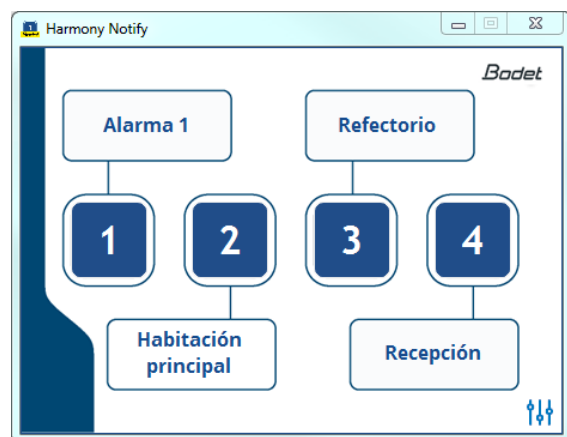 Harmony Notify
Bodet
Alarma 1
Refectorio
1
2
3
4
Habitación
principal
Recepción